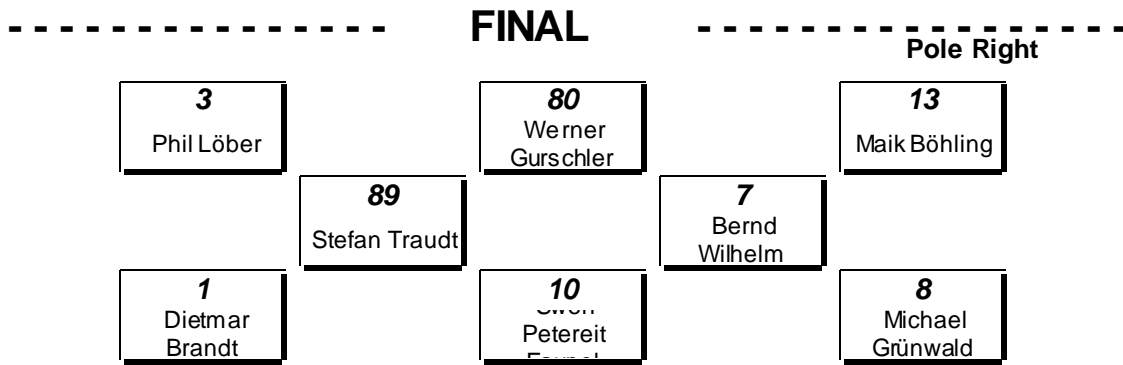 FINAL
Pole Right
3
Phil Löber
80
Werner
Gurschler
13
Maik Böhling
89
Stefan Traudt
7
Bernd
Wilhelm
1
Dietmar
Brandt
10
Petereit
8
Michael
Grünwald